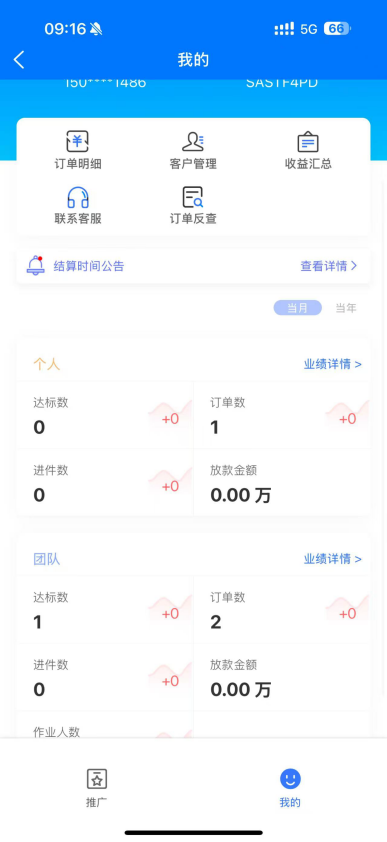 09:16 5G 66
我的
150****1486 SAS1F4PD
订单明细 客户管理 收益汇总
联系客服 订单反查
结算时间公告 查看详情 >
当月 当年
个人 业绩详情 >
达标数 订单数
0 +0 1 +0
进件数 放款金额
0 +0 0.00 万
团队 业绩详情 >
达标数 订单数
1 +0 2 +0
进件数 放款金额
0 +0 0.00 万
作业人数
推广 我的